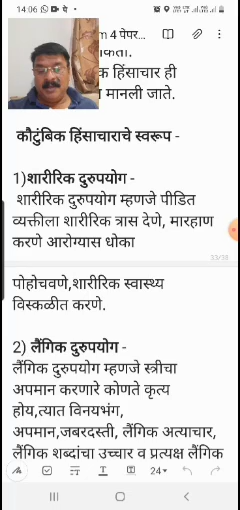 14:06
m 4 पेपर...
क हिंसाचार ही
मानली जाते.
कौटुंबिक हिंसाचाराचे स्वरूप -
1)शारीरिक दुरुपयोग -
शारीरिक दुरुपयोग म्हणजे पीडित
व्यक्तीला शारीरिक त्रास देणे, मारहाण
करणे आरोग्यास धोका
33/38
पोहोचवणे,शारीरिक स्वास्थ्य
विस्कळीत करणे.
2) लैंगिक दुरुपयोग -
लैंगिक दुरुपयोग म्हणजे स्त्रीचा
अपमान करणारे कोणते कृत्य
होय,त्यात विनयभंग,
अपमान,जबरदस्ती, लैंगिक अत्याचार,
लैंगिक शब्दांचा उच्चार व प्रत्यक्ष लैंगिक
24